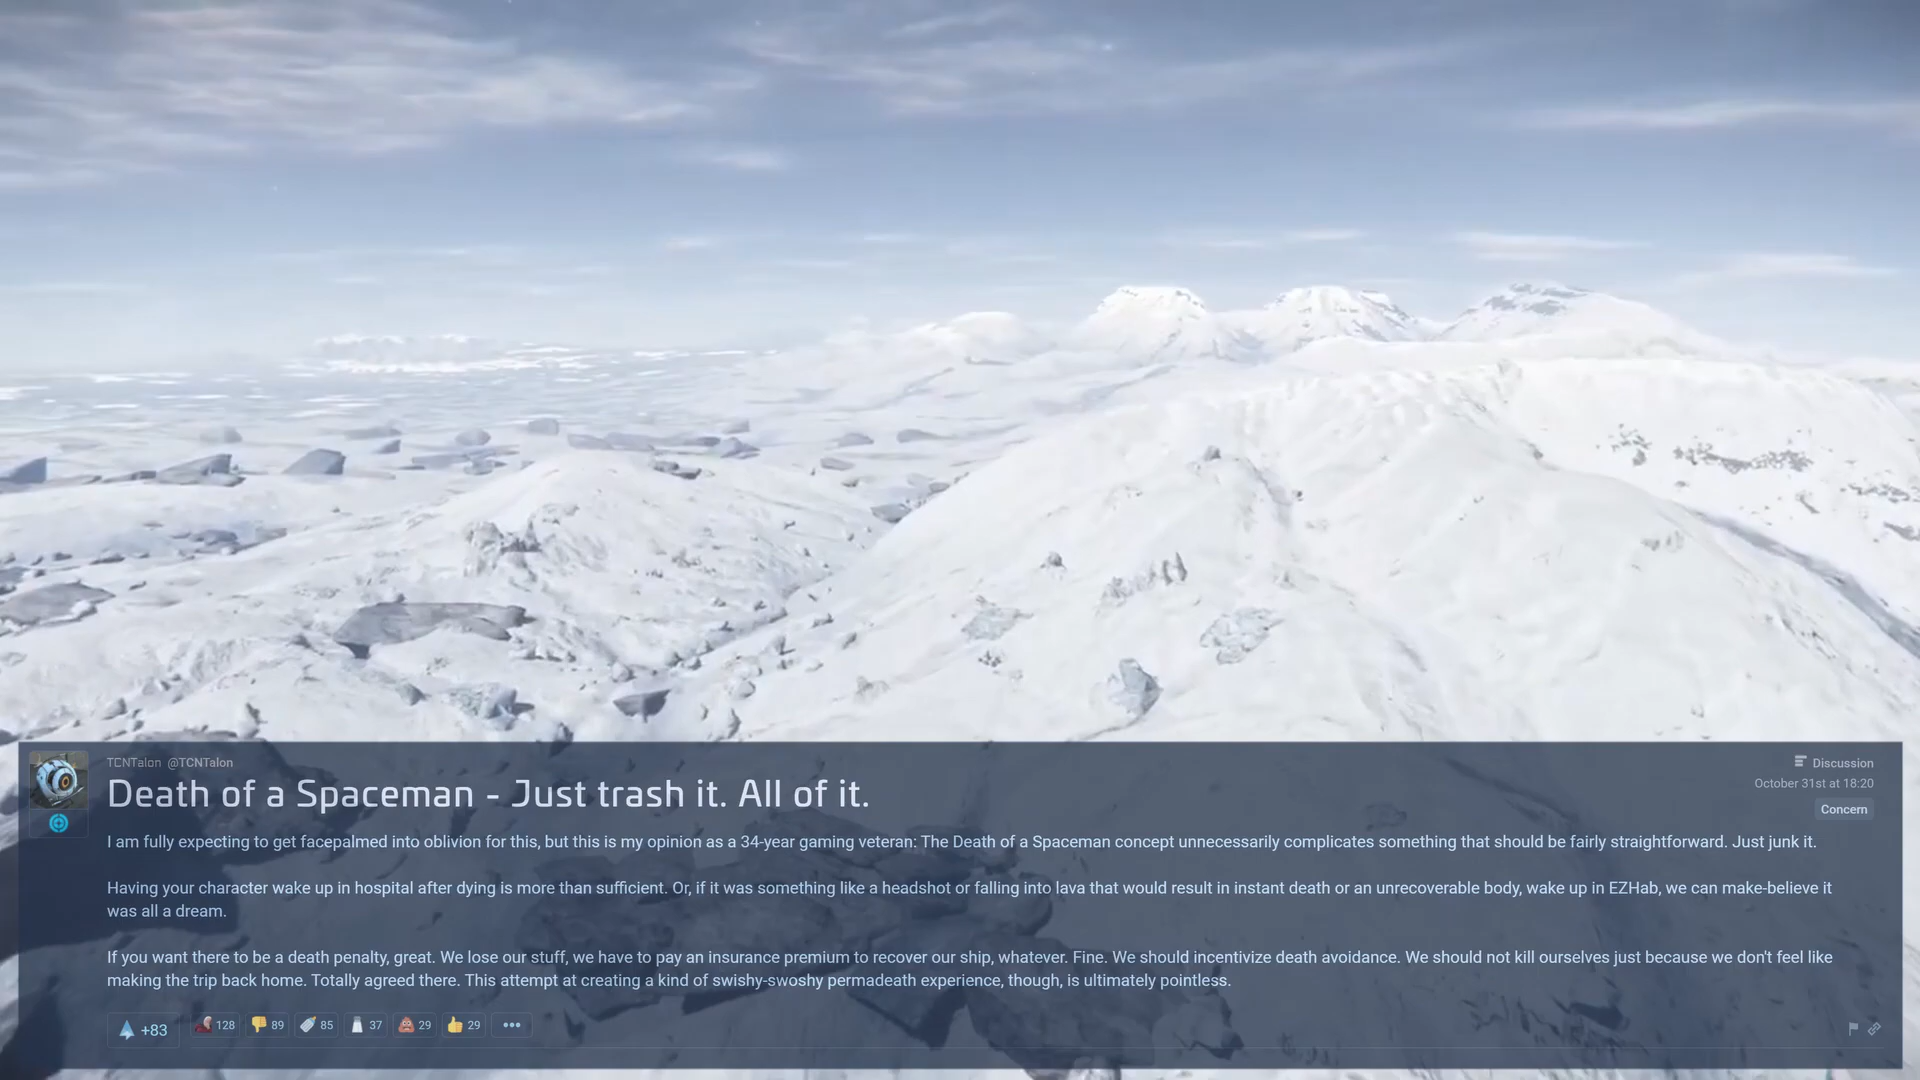 TCNTalon @TCNTalon
Discussion
Death of a Spaceman - Just trash it. All of it.
October 31st at 18:20
Concern
I am fully expecting to get facepalmed into oblivion for this, but this is my opinion as a 34-year gaming veteran: The Death of a Spaceman concept unnecessarily complicates something that should be fairly straightforward. Just junk it.
Having your character wake up in hospital after dying is more than sufficient. Or, if it was something like a headshot or falling into lava that would result in instant death or an unrecoverable body, wake up in EZHab, we can make-believe it
was all a dream.
If you want there to be a death penalty, great. We lose our stuff, we have to pay an insurance premium to recover our ship, whatever. Fine. We should incentivize death avoidance. We should not kill ourselves just because we don't feel like
making the trip back home. Totally agreed there. This attempt at creating a kind of swishy-swoshy permadeath experience, though, is ultimately pointless.
+83 128 89 85 37 29 29